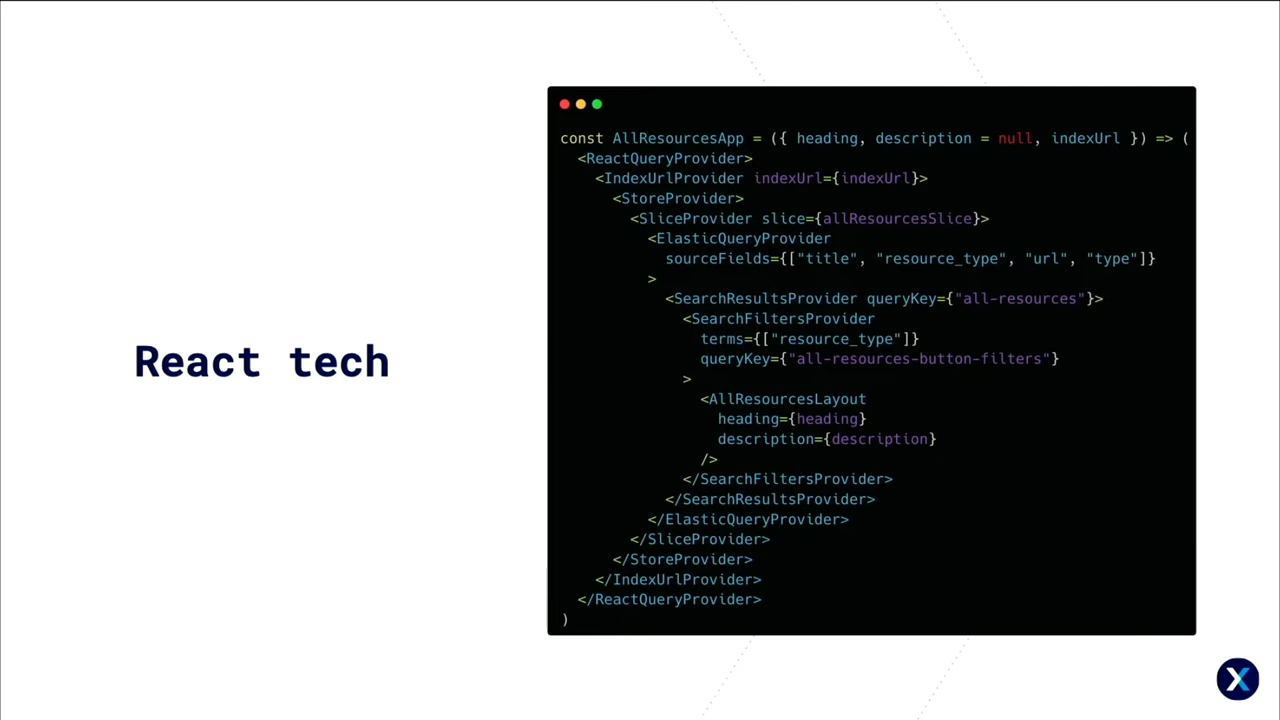 React tech
const AllResourcesApp = ({ heading, description = null, indexUrl }) => (
  <ReactQueryProvider>
    <IndexUrlProvider indexUrl={indexUrl}>
      <StoreProvider>
        <SliceProvider slice={allResourcesSlice}>
          <ElasticQueryProvider
            sourceFields={["title", "resource_type", "url", "type"]}
          >
            <SearchResultsProvider queryKey={"all-resources"}>
              <SearchFiltersProvider
                terms={["resource_type"]}
                queryKey={"all-resources-button-filters"}
              >
                <AllResourcesLayout
                  heading={heading}
                  description={description}
                />
              </SearchFiltersProvider>
            </SearchResultsProvider>
          </ElasticQueryProvider>
        </SliceProvider>
      </StoreProvider>
    </IndexUrlProvider>
  </ReactQueryProvider>
)
X